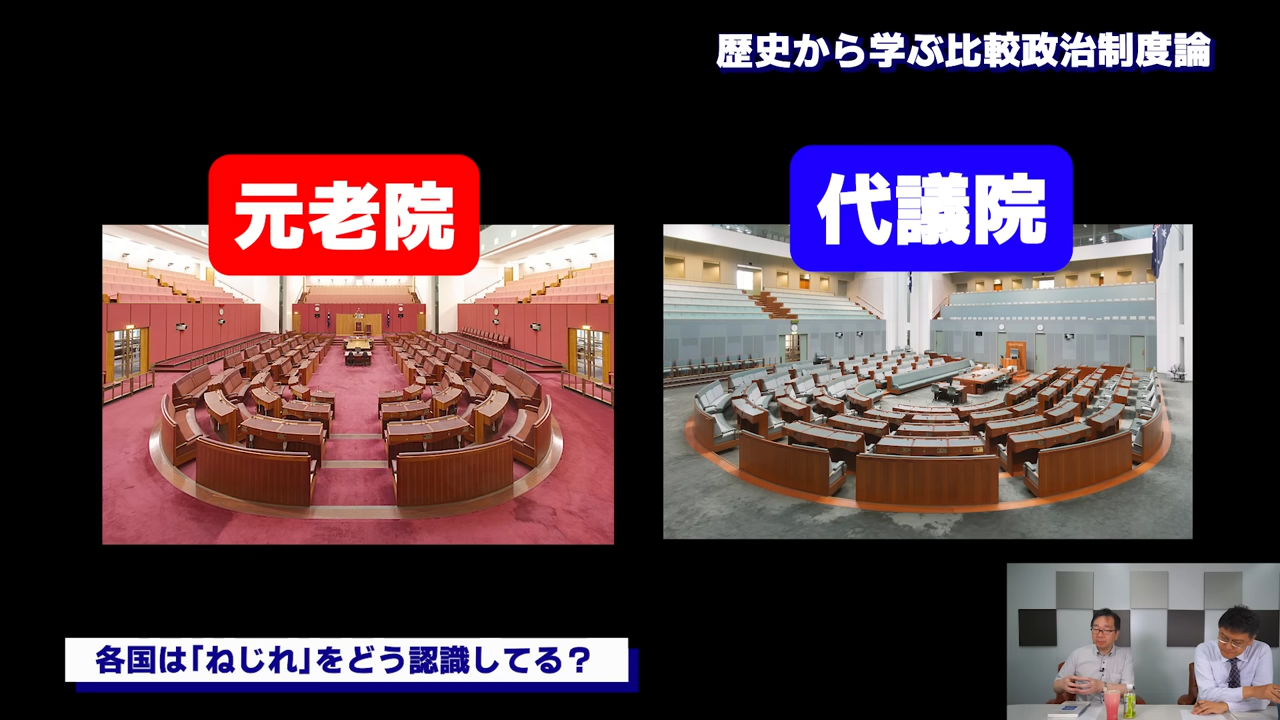 歴史から学ぶ比較政治制度論
元老院
代議院
各国は「ねじれ」をどう認識してる？